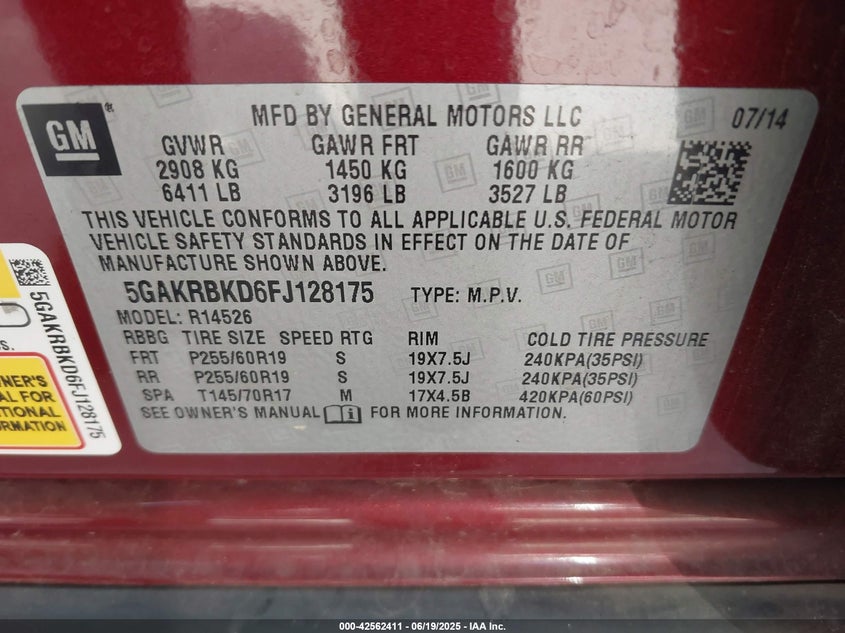 GM
®
MFD BY GENERAL MOTORS LLC
07/14
GVWR GAWR FRT GAWR RR
2908 KG 1450 KG 1600 KG
6411 LB 3196 LB 3527 LB
THIS VEHICLE CONFORMS TO ALL APPLICABLE U.S. FEDERAL MOTOR
VEHICLE SAFETY STANDARDS IN EFFECT ON THE DATE OF
MANUFACTURE SHOWN ABOVE.
5GAKRBKD6FJ128175 TYPE: M.P.V.
MODEL: R14526
RBBG TIRE SIZE SPEED RTG RIM COLD TIRE PRESSURE
FRT P255/60R19 S 19X7.5J 240KPA(35PSI)
RR P255/60R19 S 19X7.5J 240KPA(35PSI)
SPA T145/70R17 M 17X4.5B 420KPA(60PSI)
SEE OWNER'S MANUAL FOR MORE INFORMATION.
5GAKRBKD6FJ128175
OWNER'S
FOR
000-42562411 - 06/19/2025 - IAA Inc.